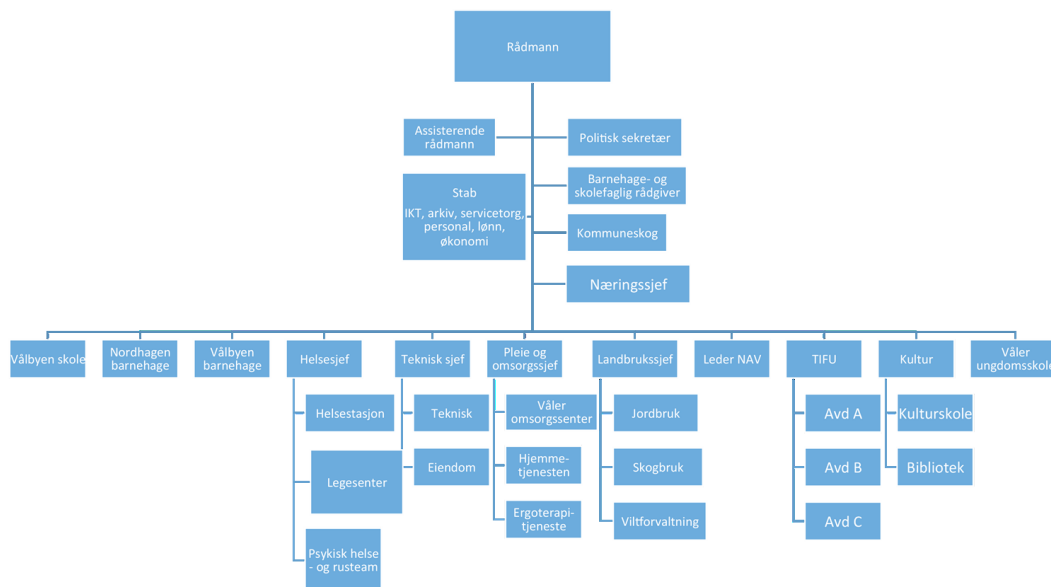 Rådmann
Assisterende
rådmann
Politisk sekretær
Stab
IKT, arkiv, servicetorg,
personal, lønn,
økonomi
Barnehage- og
skolefaglig rådgiver
Kommuneskog
Næringssjef
Vålbyen skole
Nordhagen
barnehage
Vålbyen
barnehage
Helsesjef
Teknisk sjef
Pleie og
omsorgssjef
Landbrukssjef
Leder NAV
TIFU
Kultur
Våler
ungdomsskole
Helsestasjon
Legesenter
Psykisk helse
- og rusteam
Teknisk
Eiendom
Våler
omsorgssenter
Hjemme-
tjenesten
Ergoterapi-
tjeneste
Jordbruk
Skogbruk
Viltforvaltning
Avd A
Avd B
Avd C
Kulturskole
Bibliotek